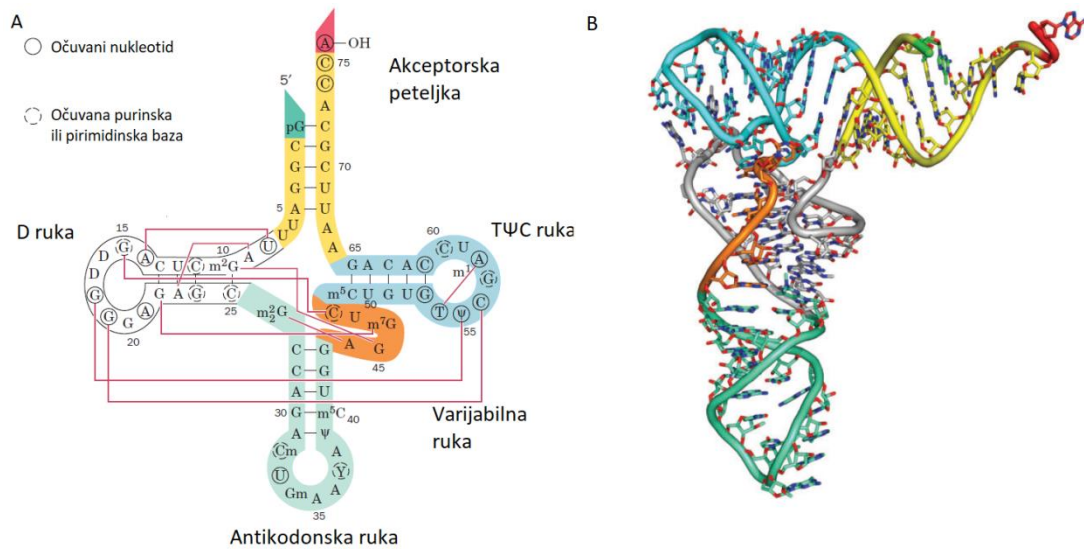 A
B
Očuvani nukleotid
Očuvana purinska
ili pirimidinska baza
A OH
75
C
C
Akceptorska
peteljka
5′
A
pG C
C G
C C
G U 70
G U
5 A U
U A
U A
D ruka
TΨC ruka
15
D D G A C U C m²G A U
10
G G G A G A G C
20
25
65
60
G A C A C C U A
m¹
G
C
m⁵C U G U G T ψ
50
55
C U m⁷G
m²₂G
A G
45
C G
C G
A U
30 G m⁵C 40
A ψ
Cm A
U Y
Gm A A
35
Varijabilna
ruka
Antikodonska ruka